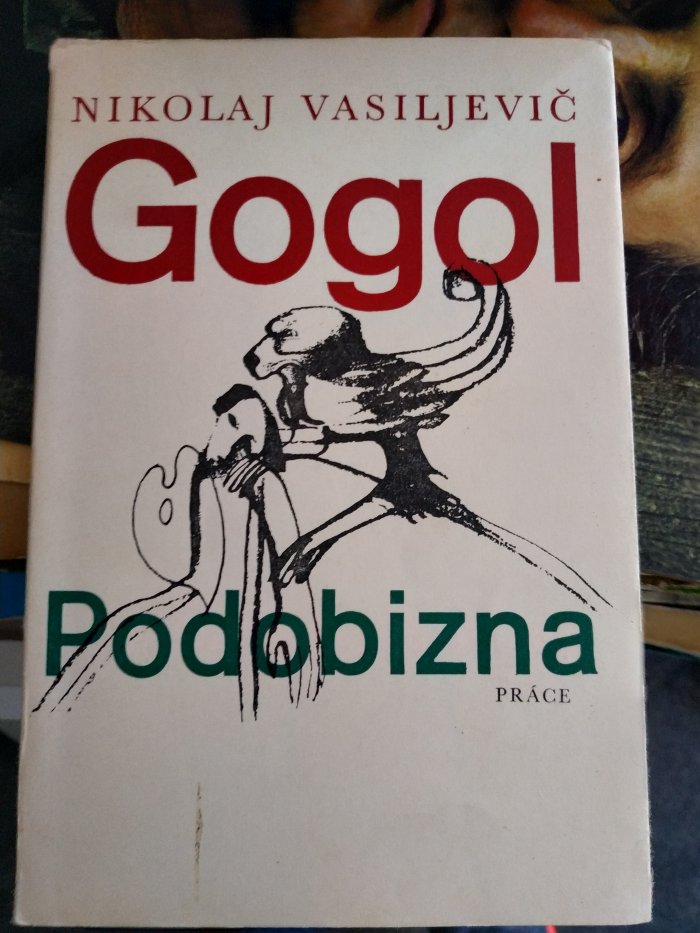 NIKOLAJ VASILJEVIČ
Gogol
Podobizna
PRÁCE